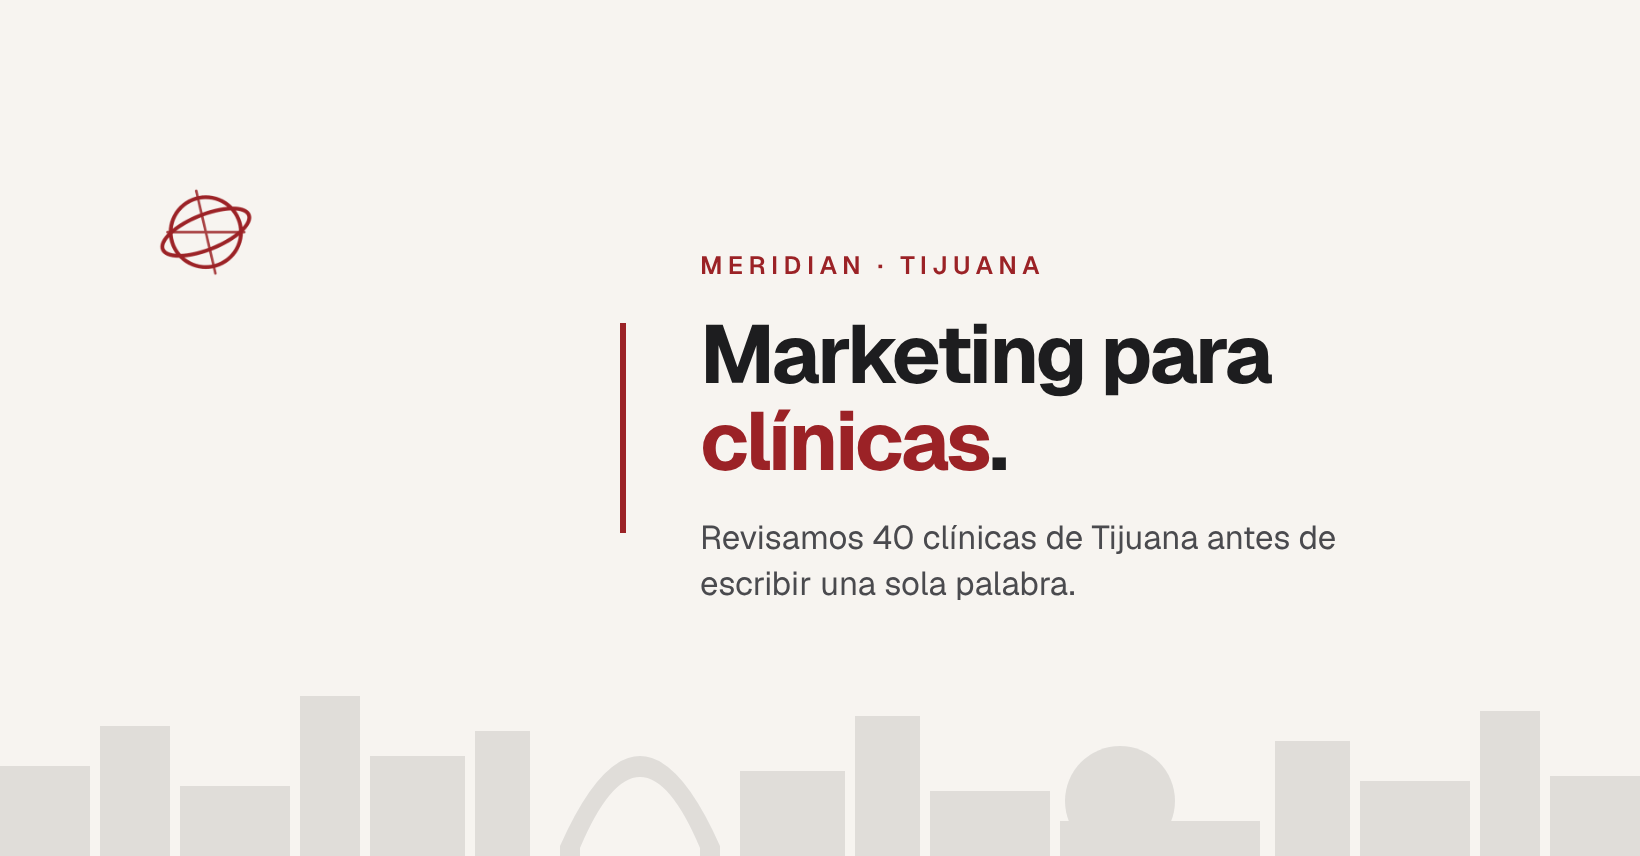 MERIDIAN · TIJUANA
Marketing para
clínicas.
Revisamos 40 clínicas de Tijuana antes de
escribir una sola palabra.